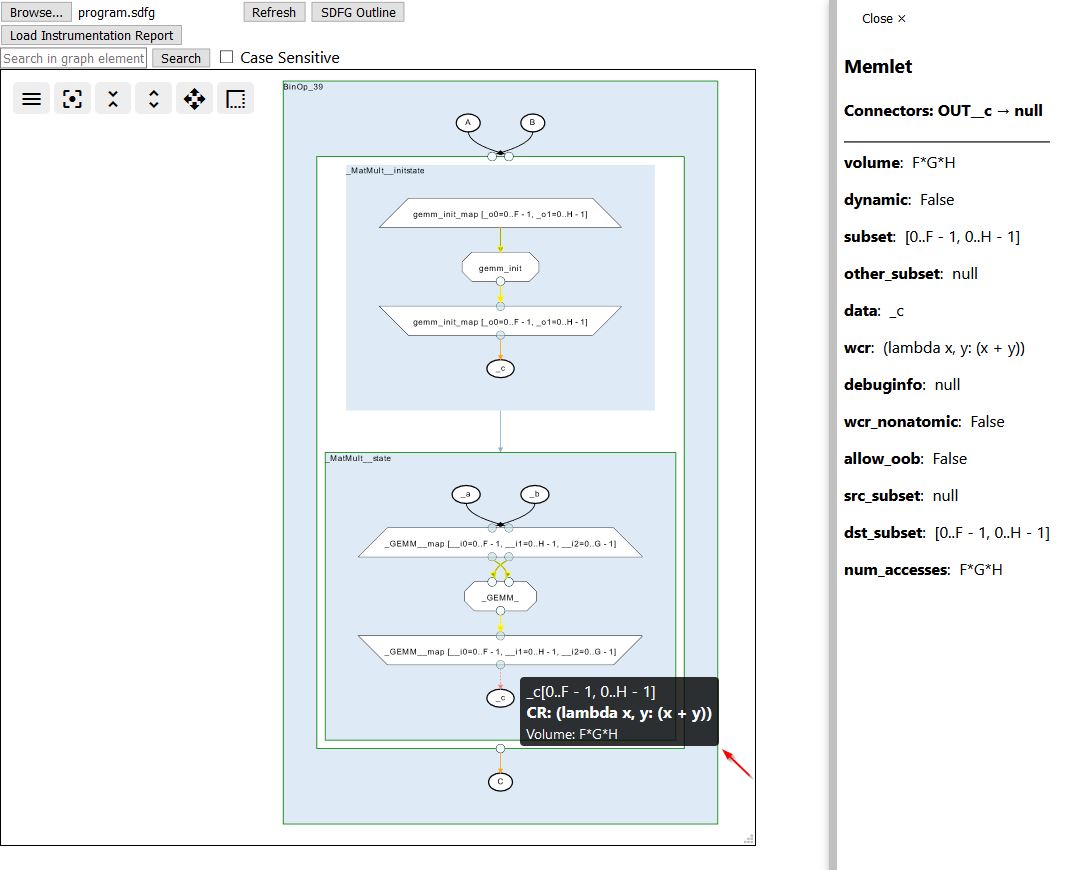 Browse... program.sdfg Refresh SDFG Outline
Load Instrumentation Report
Search in graph element Search Case Sensitive
BinOp_39
A B
_MatMult__initstate
gemm_init_map [_o0=0..F - 1, _o1=0..H - 1]
gemm_init
gemm_init_map [_o0=0..F - 1, _o1=0..H - 1]
_c
_MatMult__state
_a _b
_GEMM__map [__i0=0..F - 1, __i1=0..H - 1, __i2=0..G - 1]
_GEMM_
_GEMM__map [__i0=0..F - 1, __i1=0..H - 1, __i2=0..G - 1]
_c
_c[0..F - 1, 0..H - 1]
CR: (lambda x, y: (x + y))
Volume: F*G*H
C
Close ×
Memlet
Connectors: OUT__c → null
volume: F*G*H
dynamic: False
subset: [0..F - 1, 0..H - 1]
other_subset: null
data: _c
wcr: (lambda x, y: (x + y))
debuginfo: null
wcr_nonatomic: False
allow_oob: False
src_subset: null
dst_subset: [0..F - 1, 0..H - 1]
num_accesses: F*G*H